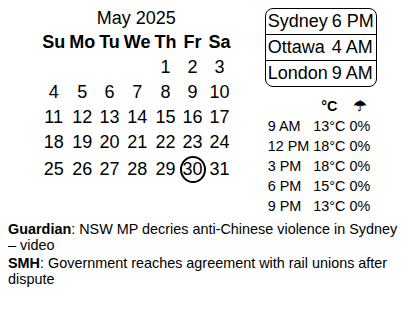 May 2025
Su Mo Tu We Th Fr Sa
1 2 3
4 5 6 7 8 9 10
11 12 13 14 15 16 17
18 19 20 21 22 23 24
25 26 27 28 29 30 31
Sydney 6 PM
Ottawa 4 AM
London 9 AM
°C ☂
9 AM 13°C 0%
12 PM 18°C 0%
3 PM 18°C 0%
6 PM 15°C 0%
9 PM 13°C 0%
Guardian: NSW MP decries anti-Chinese violence in Sydney
– video
SMH: Government reaches agreement with rail unions after
dispute